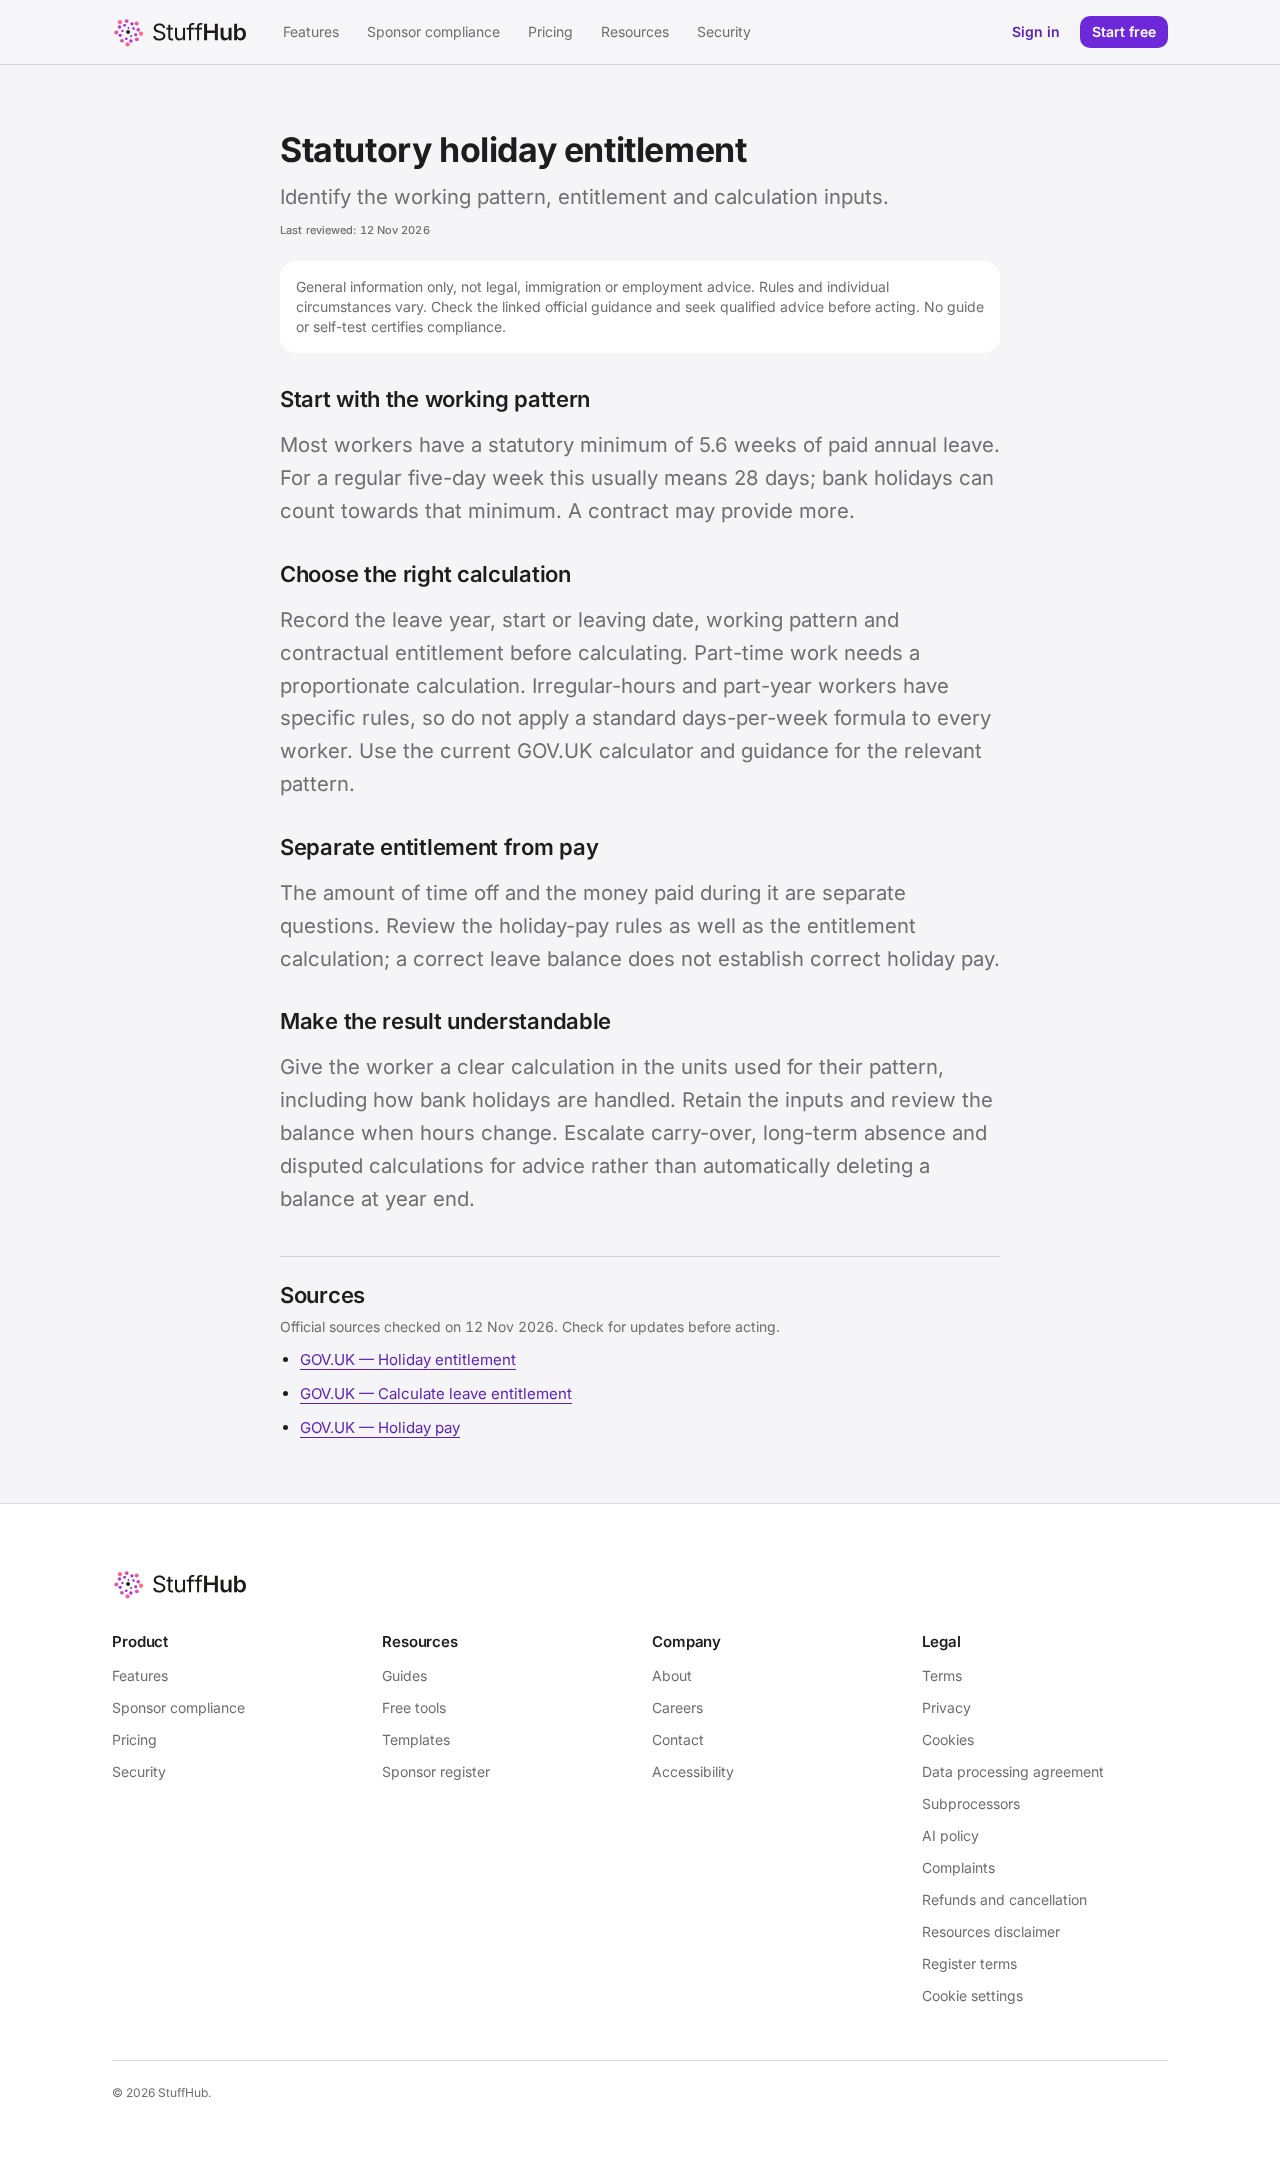 StuffHub
Features
Sponsor compliance
Pricing
Resources
Security
Sign in
Start free
Statutory holiday entitlement
Identify the working pattern, entitlement and calculation inputs.
Last reviewed: 12 Nov 2026
General information only, not legal, immigration or employment advice. Rules and individual
circumstances vary. Check the linked official guidance and seek qualified advice before acting. No guide
or self-test certifies compliance.
Start with the working pattern
Most workers have a statutory minimum of 5.6 weeks of paid annual leave.
For a regular five-day week this usually means 28 days; bank holidays can
count towards that minimum. A contract may provide more.
Choose the right calculation
Record the leave year, start or leaving date, working pattern and
contractual entitlement before calculating. Part-time work needs a
proportionate calculation. Irregular-hours and part-year workers have
specific rules, so do not apply a standard days-per-week formula to every
worker. Use the current GOV.UK calculator and guidance for the relevant
pattern.
Separate entitlement from pay
The amount of time off and the money paid during it are separate
questions. Review the holiday-pay rules as well as the entitlement
calculation; a correct leave balance does not establish correct holiday pay.
Make the result understandable
Give the worker a clear calculation in the units used for their pattern,
including how bank holidays are handled. Retain the inputs and review the
balance when hours change. Escalate carry-over, long-term absence and
disputed calculations for advice rather than automatically deleting a
balance at year end.
Sources
Official sources checked on 12 Nov 2026. Check for updates before acting.
GOV.UK — Holiday entitlement
GOV.UK — Calculate leave entitlement
GOV.UK — Holiday pay
StuffHub
Product
Features
Sponsor compliance
Pricing
Security
Resources
Guides
Free tools
Templates
Sponsor register
Company
About
Careers
Contact
Accessibility
Legal
Terms
Privacy
Cookies
Data processing agreement
Subprocessors
AI policy
Complaints
Refunds and cancellation
Resources disclaimer
Register terms
Cookie settings
© 2026 StuffHub.